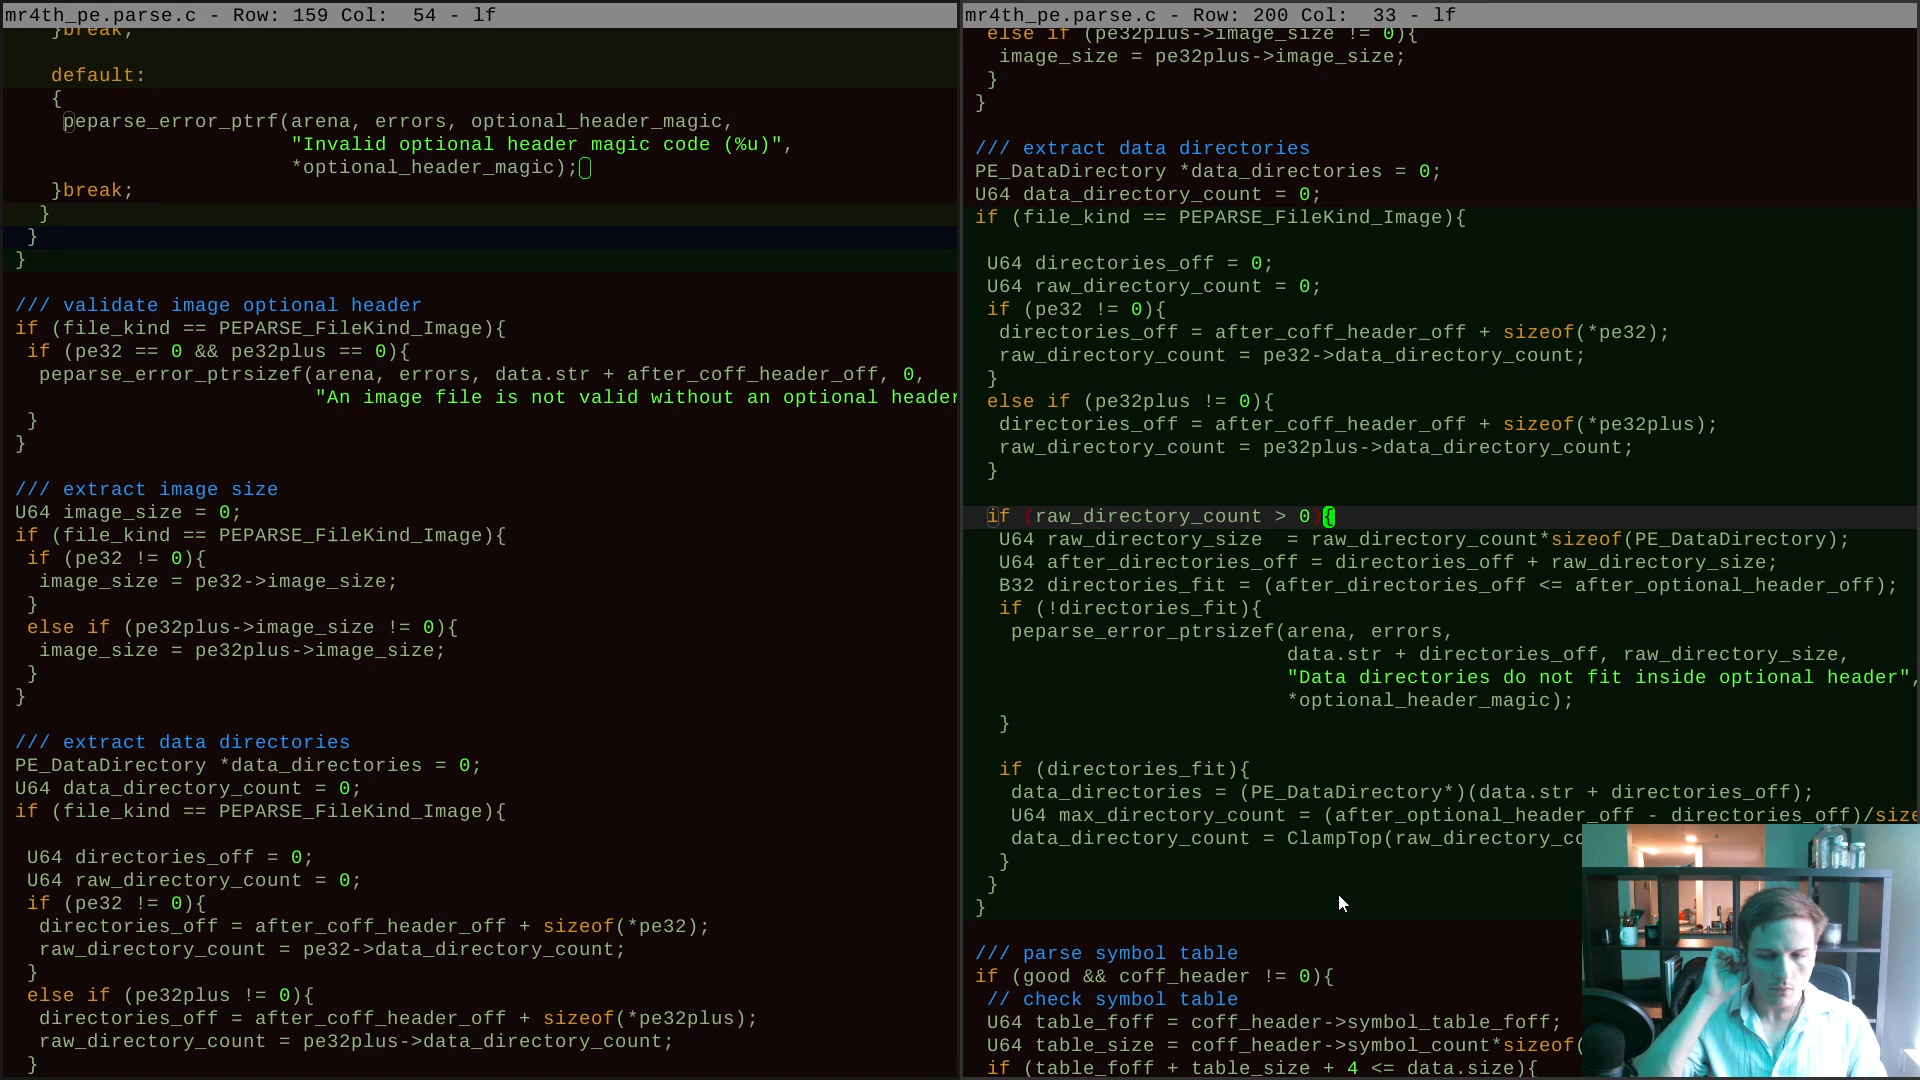 mr4th_pe.parse.c - Row: 159 Col:  54 - lf
}break;
default:
{
peparse_error_ptrf(arena, errors, optional_header_magic,
"Invalid optional header magic code (%u)",
*optional_header_magic);
}break;
}
}
}
/// validate image optional header
if (file_kind == PEPARSE_FileKind_Image){
if (pe32 == 0 && pe32plus == 0){
peparse_error_ptrsizef(arena, errors, data.str + after_coff_header_off, 0,
"An image file is not valid without an optional header
}
}
/// extract image size
U64 image_size = 0;
if (file_kind == PEPARSE_FileKind_Image){
if (pe32 != 0){
image_size = pe32->image_size;
}
else if (pe32plus->image_size != 0){
image_size = pe32plus->image_size;
}
}
/// extract data directories
PE_DataDirectory *data_directories = 0;
U64 data_directory_count = 0;
if (file_kind == PEPARSE_FileKind_Image){
U64 directories_off = 0;
U64 raw_directory_count = 0;
if (pe32 != 0){
directories_off = after_coff_header_off + sizeof(*pe32);
raw_directory_count = pe32->data_directory_count;
}
else if (pe32plus != 0){
directories_off = after_coff_header_off + sizeof(*pe32plus);
raw_directory_count = pe32plus->data_directory_count;
}
mr4th_pe.parse.c - Row: 200 Col:  33 - lf
else if (pe32plus->image_size != 0){
image_size = pe32plus->image_size;
}
}
/// extract data directories
PE_DataDirectory *data_directories = 0;
U64 data_directory_count = 0;
if (file_kind == PEPARSE_FileKind_Image){
U64 directories_off = 0;
U64 raw_directory_count = 0;
if (pe32 != 0){
directories_off = after_coff_header_off + sizeof(*pe32);
raw_directory_count = pe32->data_directory_count;
}
else if (pe32plus != 0){
directories_off = after_coff_header_off + sizeof(*pe32plus);
raw_directory_count = pe32plus->data_directory_count;
}
if (raw_directory_count > 0){
U64 raw_directory_size  = raw_directory_count*sizeof(PE_DataDirectory);
U64 after_directories_off = directories_off + raw_directory_size;
B32 directories_fit = (after_directories_off <= after_optional_header_off);
if (!directories_fit){
peparse_error_ptrsizef(arena, errors,
data.str + directories_off, raw_directory_size,
"Data directories do not fit inside optional header",
*optional_header_magic);
}
if (directories_fit){
data_directories = (PE_DataDirectory*)(data.str + directories_off);
U64 max_directory_count = (after_optional_header_off - directories_off)/size
data_directory_count = ClampTop(raw_directory_co
}
}
}
/// parse symbol table
if (good && coff_header != 0){
// check symbol table
U64 table_foff = coff_header->symbol_table_foff;
U64 table_size = coff_header->symbol_count*sizeof(
if (table_foff + table_size + 4 <= data.size){